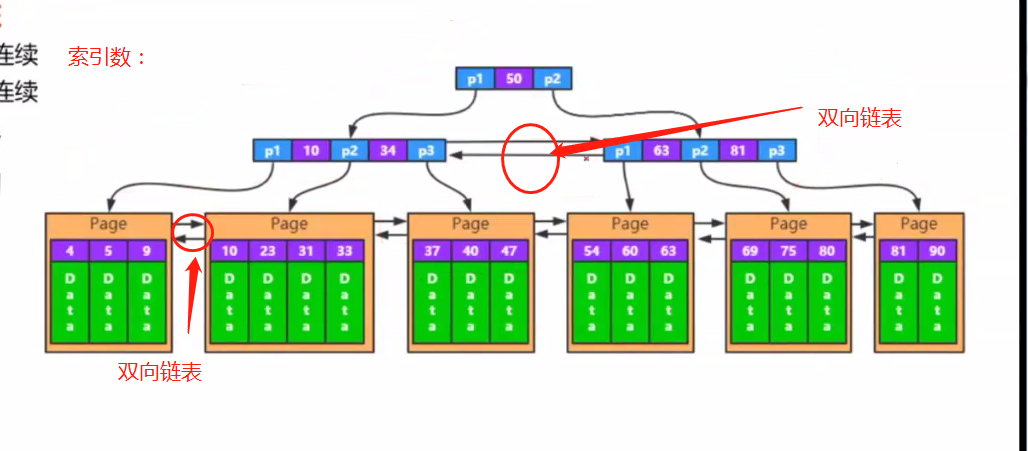 连续
索引数：
连续
p1 50 p2
双向链表
p1 10 p2 34 p3
p1 63 p2 81 p3
Page
4 5 9
Data Data Data
Page
10 23 31 33
Data Data Data Data
Page
37 40 47
Data Data Data
Page
54 60 63
Data Data Data
Page
69 75 80
Data Data Data
Page
81 90
Data Data
双向链表